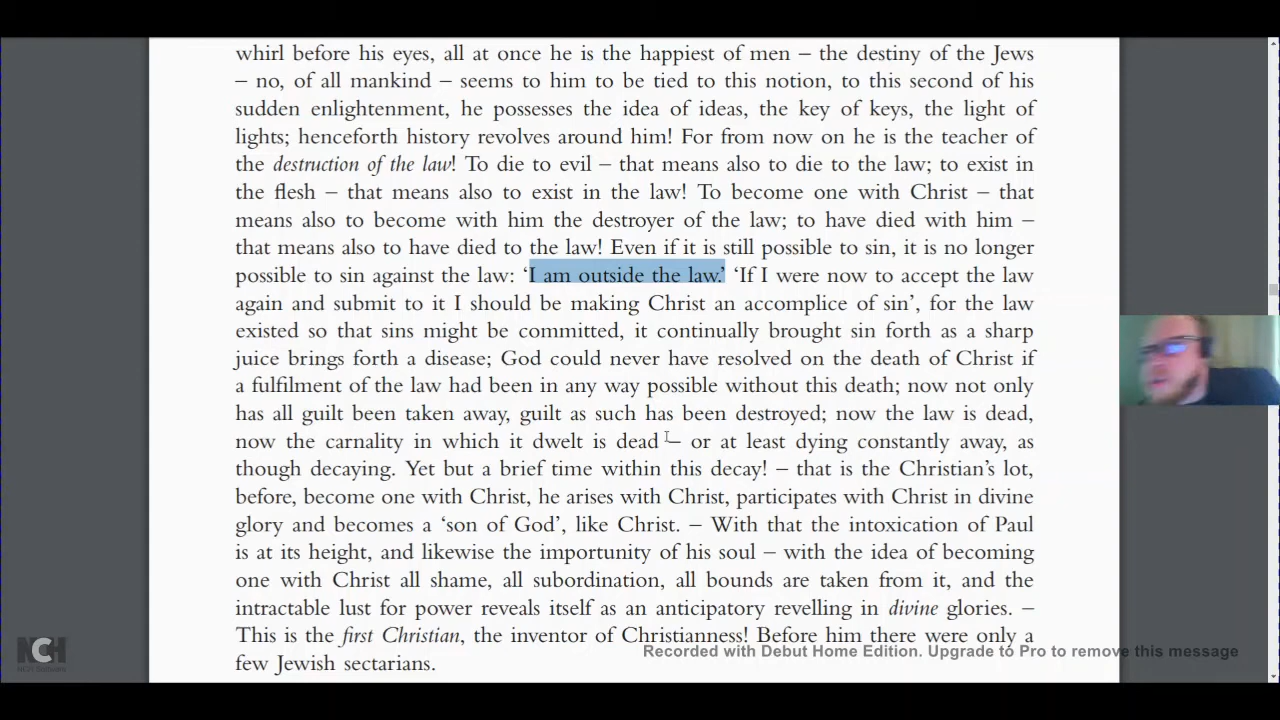 whirl before his eyes, all at once he is the happiest of men – the destiny of the Jews
– no, of all mankind – seems to him to be tied to this notion, to this second of his
sudden enlightenment, he possesses the idea of ideas, the key of keys, the light of
lights; henceforth history revolves around him! For from now on he is the teacher of
the destruction of the law! To die to evil – that means also to die to the law; to exist in
the flesh – that means also to exist in the law! To become one with Christ – that
means also to become with him the destroyer of the law; to have died with him –
that means also to have died to the law! Even if it is still possible to sin, it is no longer
possible to sin against the law: ‘I am outside the law.’ ‘If I were now to accept the law
again and submit to it I should be making Christ an accomplice of sin’, for the law
existed so that sins might be committed, it continually brought sin forth as a sharp
juice brings forth a disease; God could never have resolved on the death of Christ if
a fulfilment of the law had been in any way possible without this death; now not only
has all guilt been taken away, guilt as such has been destroyed; now the law is dead,
now the carnality in which it dwelt is dead – or at least dying constantly away, as
though decaying. Yet but a brief time within this decay! – that is the Christian’s lot,
before, become one with Christ, he arises with Christ, participates with Christ in divine
glory and becomes a ‘son of God’, like Christ. – With that the intoxication of Paul
is at its height, and likewise the importunity of his soul – with the idea of becoming
one with Christ all shame, all subordination, all bounds are taken from it, and the
intractable lust for power reveals itself as an anticipatory revelling in divine glories. –
This is the first Christian, the inventor of Christianness! Before him there were only a
few Jewish sectarians.
Recorded with Debut Home Edition. Upgrade to Pro to remove this message
NCH